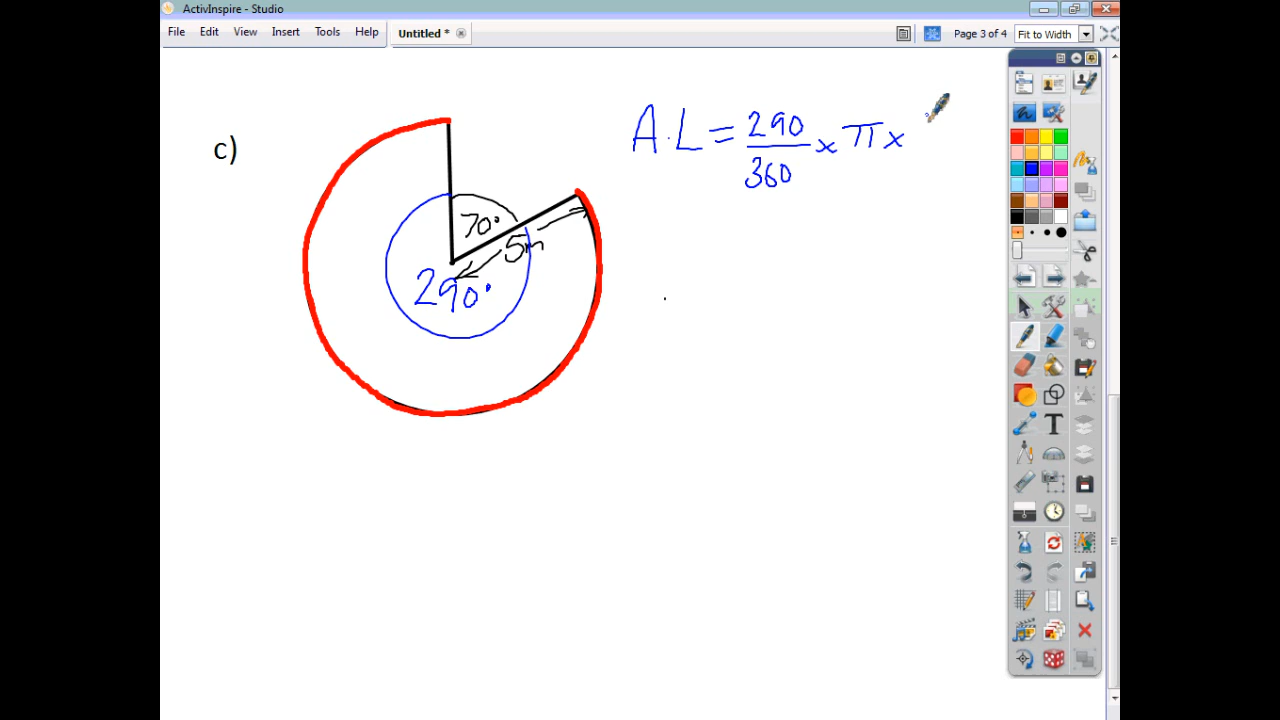 ActivInspire - Studio
File Edit View Insert Tools Help
Untitled *
Page 3 of 4 Fit to Width
c)
70°
5m
290°
A.L = 290/360 x π x